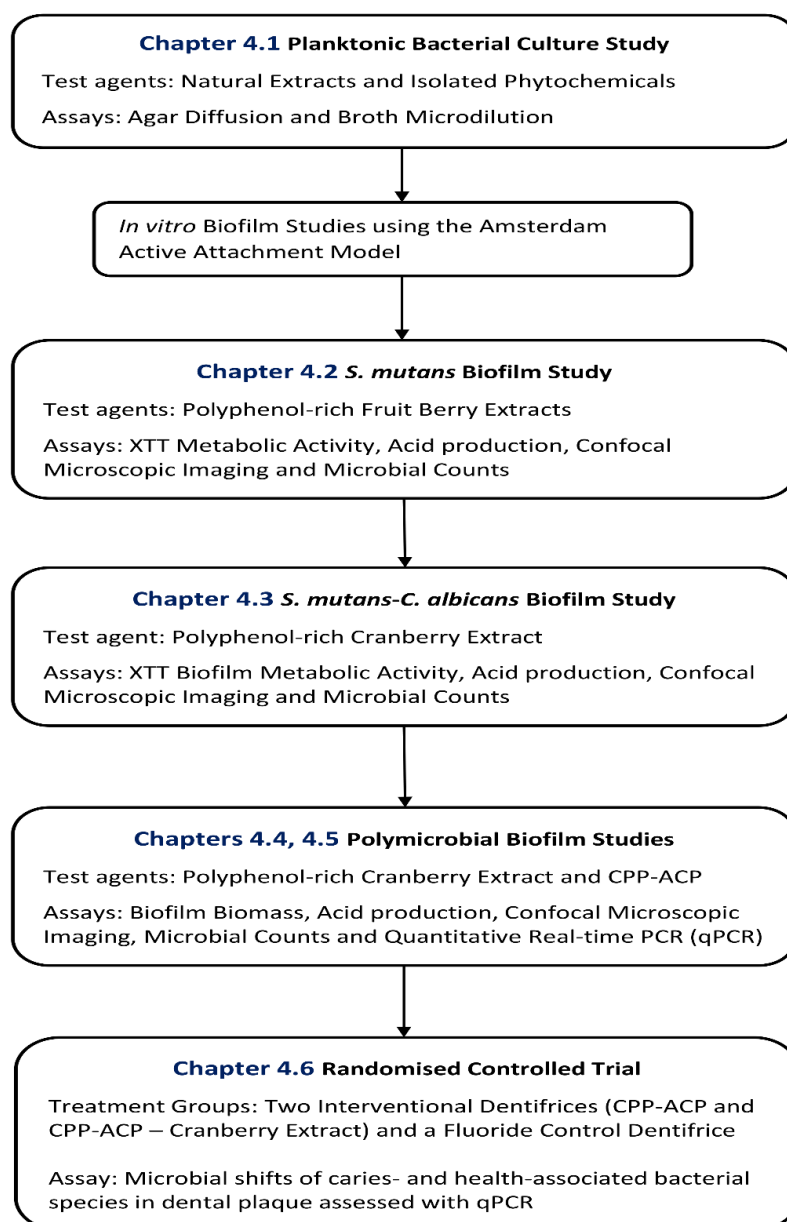 Chapter 4.1 Planktonic Bacterial Culture Study
Test agents: Natural Extracts and Isolated Phytochemicals
Assays: Agar Diffusion and Broth Microdilution
In vitro Biofilm Studies using the Amsterdam
Active Attachment Model
Chapter 4.2 S. mutans Biofilm Study
Test agents: Polyphenol-rich Fruit Berry Extracts
Assays: XTT Metabolic Activity, Acid production, Confocal
Microscopic Imaging and Microbial Counts
Chapter 4.3 S. mutans-C. albicans Biofilm Study
Test agent: Polyphenol-rich Cranberry Extract
Assays: XTT Biofilm Metabolic Activity, Acid production, Confocal
Microscopic Imaging and Microbial Counts
Chapters 4.4, 4.5 Polymicrobial Biofilm Studies
Test agents: Polyphenol-rich Cranberry Extract and CPP-ACP
Assays: Biofilm Biomass, Acid production, Confocal Microscopic
Imaging, Microbial Counts and Quantitative Real-time PCR (qPCR)
Chapter 4.6 Randomised Controlled Trial
Treatment Groups: Two Interventional Dentifrices (CPP-ACP and
CPP-ACP – Cranberry Extract) and a Fluoride Control Dentifrice
Assay: Microbial shifts of caries- and health-associated bacterial
species in dental plaque assessed with qPCR